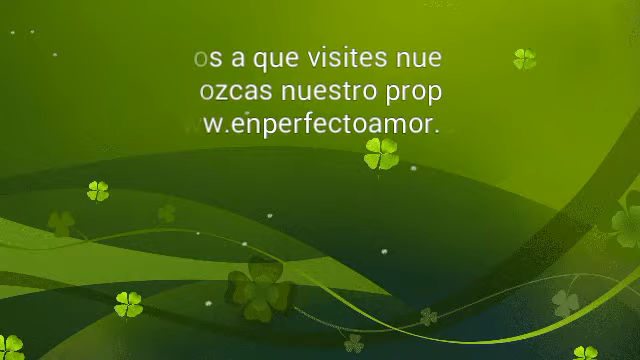 os a que visites nue
ozcas nuestro prop
w.enperfectoamor.